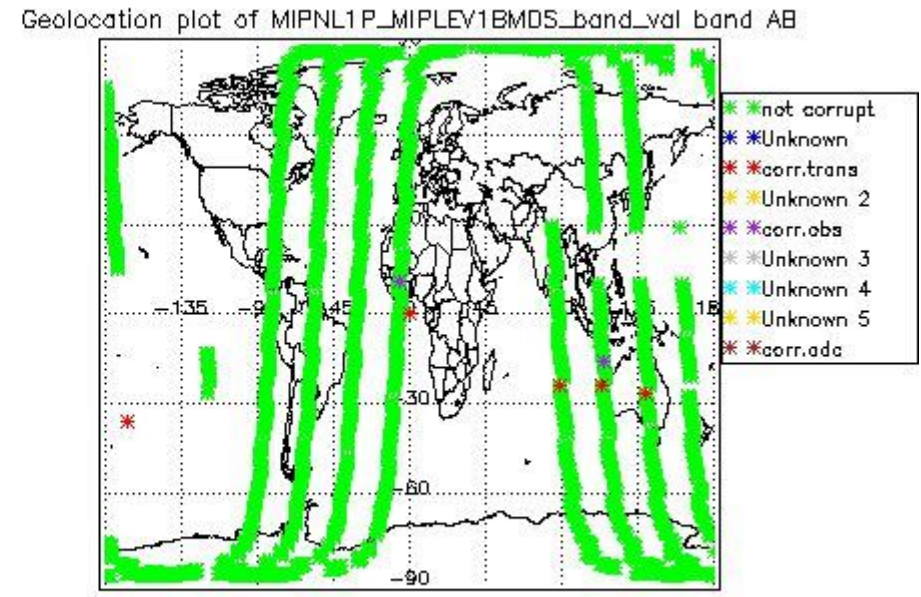 Geolocation plot of MIPNL1P_MIPLEV1BMDS_band_val band AB
not corrupt
Unknown
corr.trans
Unknown 2
corr.obs
Unknown 3
Unknown 4
Unknown 5
corr.adc
-135
-30
-60
-90